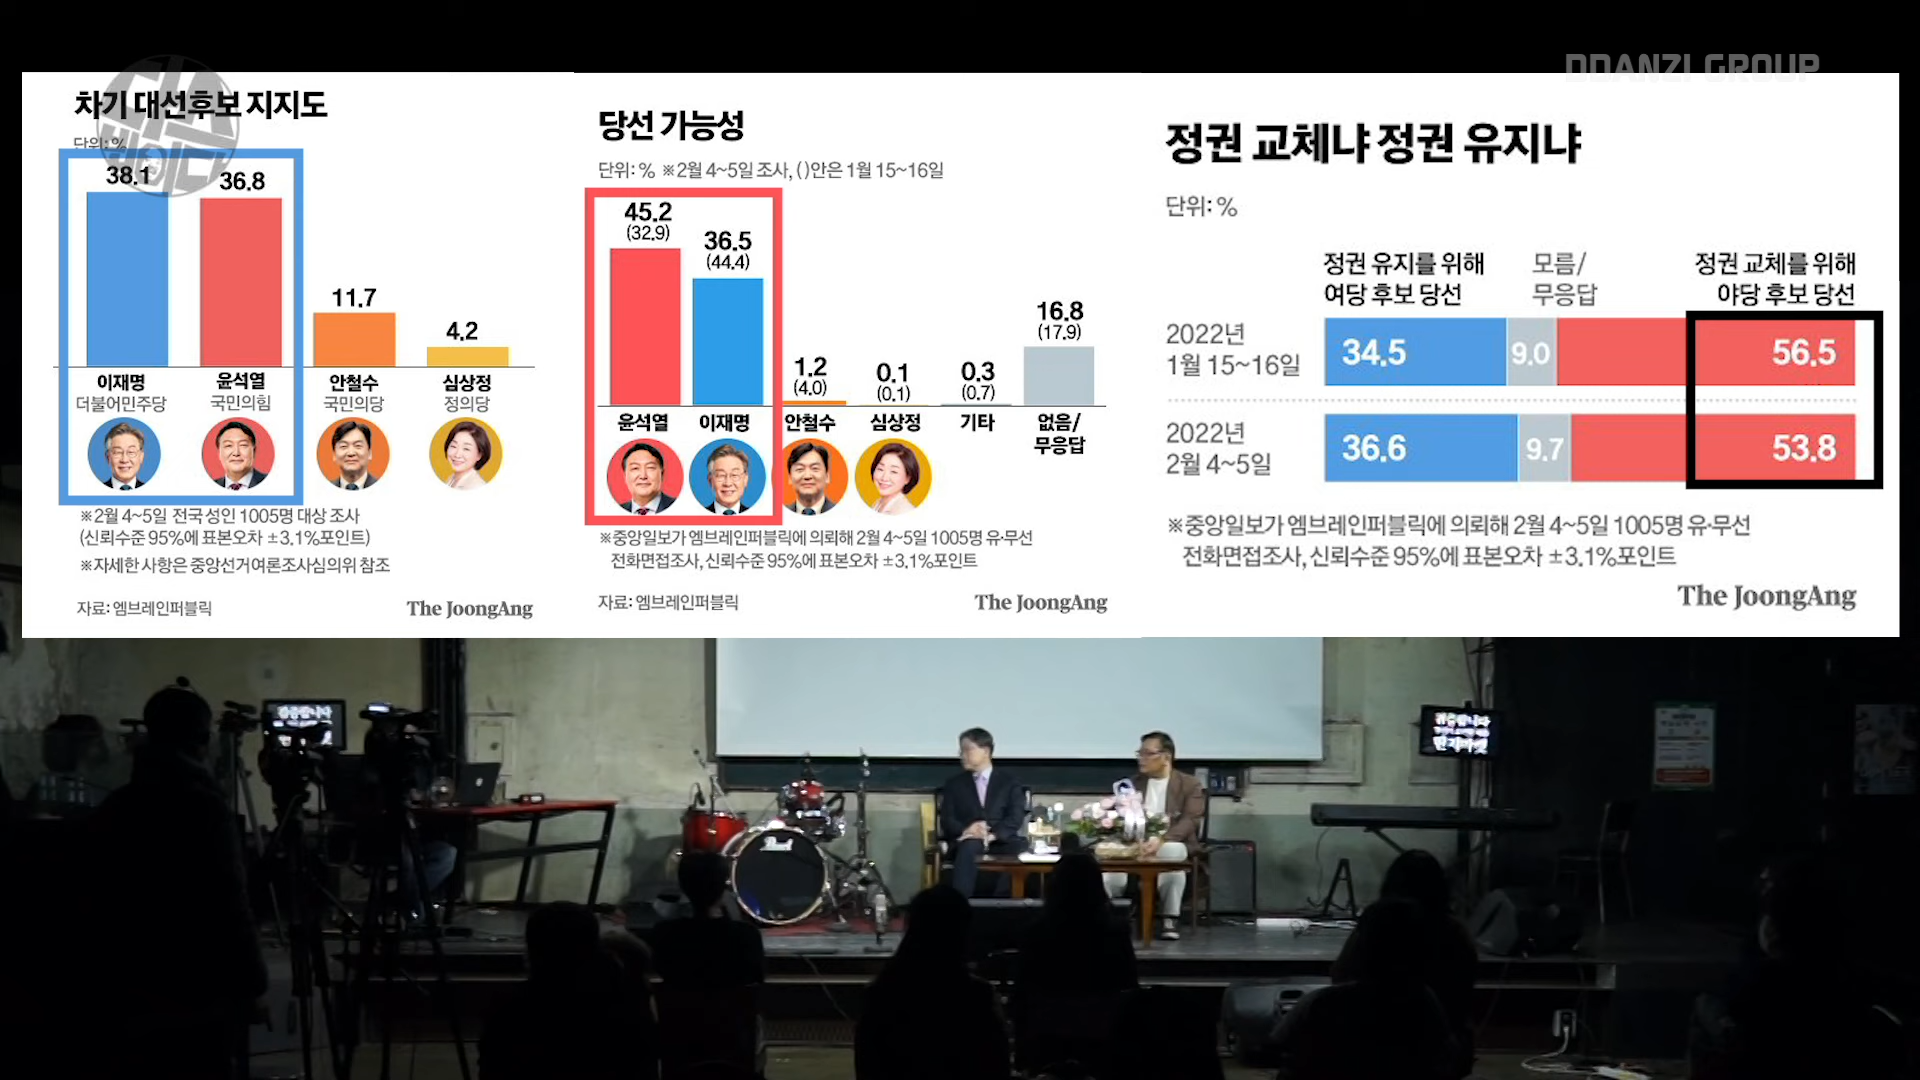 DDANZI GROUP
차기 대선후보 지지도
단위: %
38.1
36.8
11.7
4.2
이재명
더불어민주당
윤석열
국민의힘
안철수
국민의당
심상정
정의당
※2월 4~5일 전국 성인 1005명 대상 조사
(신뢰수준 95%에 표본오차 ±3.1%포인트)
※자세한 사항은 중앙선거여론조사심의위 참조
자료: 엠브레인퍼블릭
The JoongAng
당선 가능성
단위: % ※2월 4~5일 조사, ( )안은 1월 15~16일
45.2
(32.9)
36.5
(44.4)
1.2
(4.0)
0.1
(0.1)
0.3
(0.7)
16.8
(17.9)
윤석열
이재명
안철수
심상정
기타
없음/
무응답
※중앙일보가 엠브레인퍼블릭에 의뢰해 2월 4~5일 1005명 유·무선
전화면접조사, 신뢰수준 95%에 표본오차 ±3.1%포인트
자료: 엠브레인퍼블릭
The JoongAng
정권 교체냐 정권 유지냐
단위: %
정권 유지를 위해
여당 후보 당선
모름/
무응답
정권 교체를 위해
야당 후보 당선
2022년
1월 15~16일
34.5
9.0
56.5
2022년
2월 4~5일
36.6
9.7
53.8
※중앙일보가 엠브레인퍼블릭에 의뢰해 2월 4~5일 1005명 유·무선
전화면접조사, 신뢰수준 95%에 표본오차 ±3.1%포인트
The JoongAng
Pearl